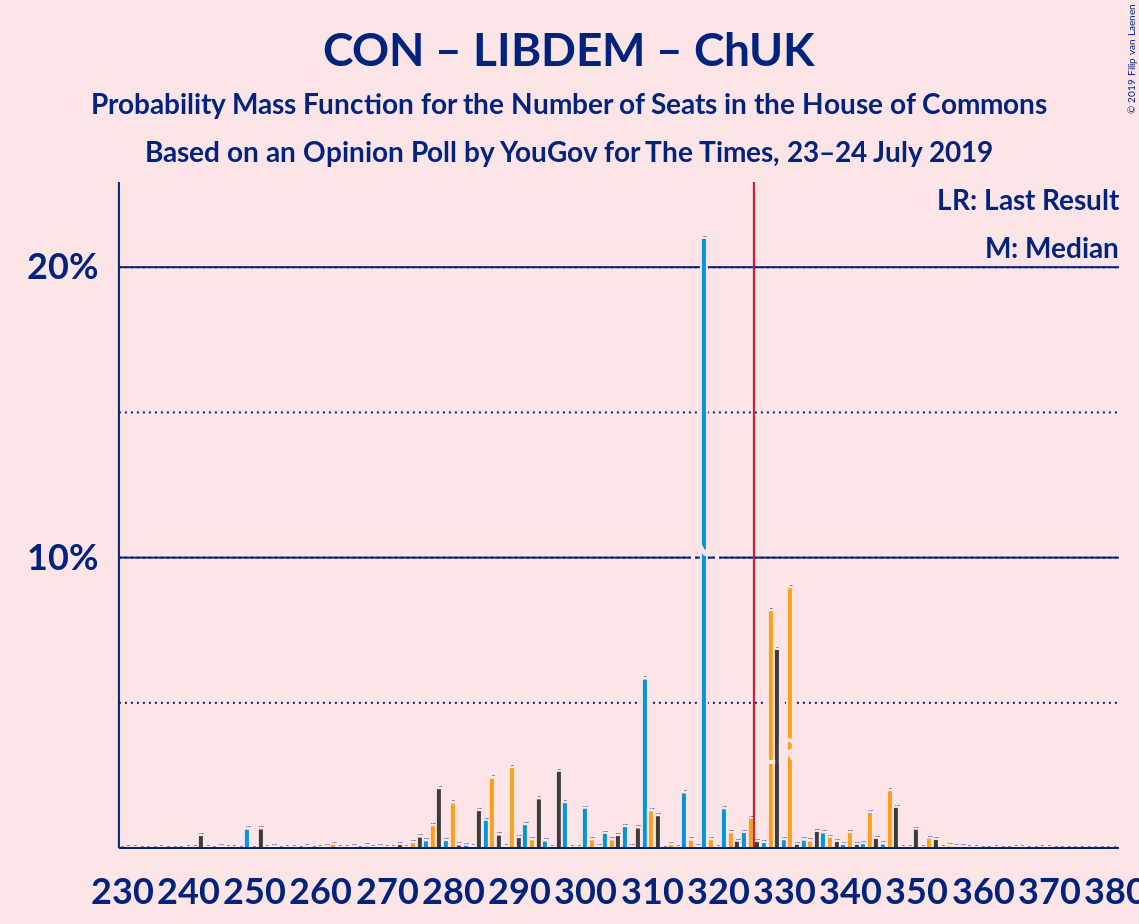 CON – LIBDEM – ChUK
Probability Mass Function for the Number of Seats in the House of Commons
Based on an Opinion Poll by YouGov for The Times, 23–24 July 2019
© 2019 Filip van Laenen
LR: Last Result
M: Median
20%
10%
230 240 250 260 270 280 290 300 310 320 330 340 350 360 370 380